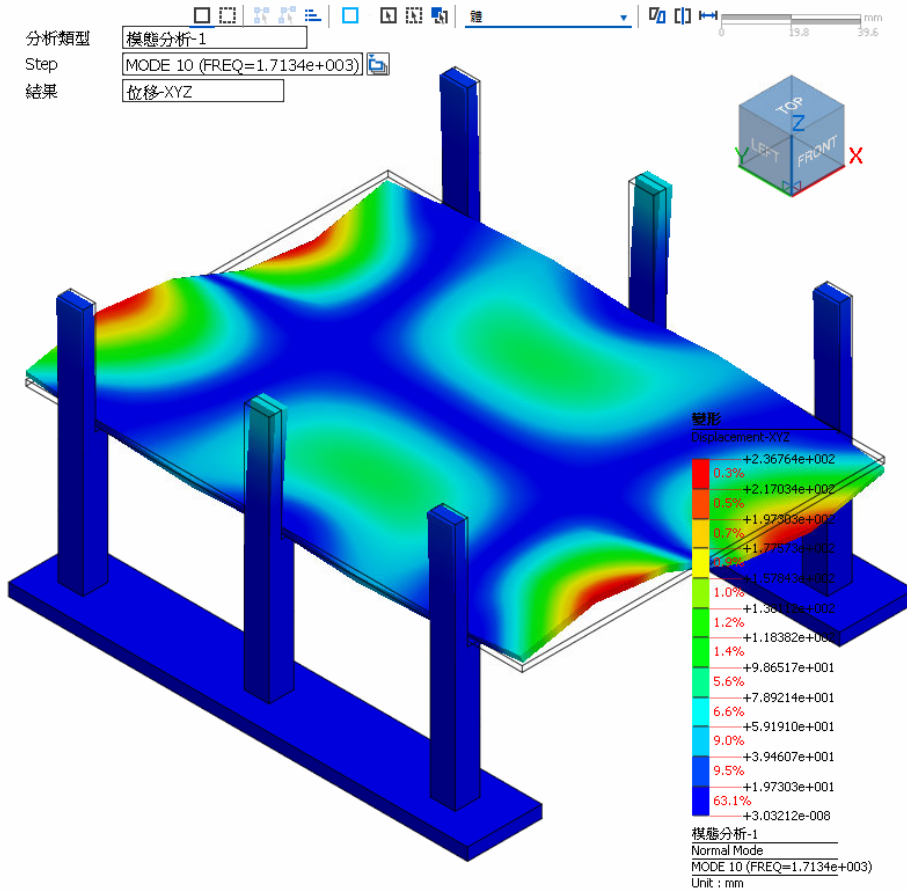 體
mm
0
19.8
39.6
分析類型
模態分析-1
Step
MODE 10 (FREQ=1.7134e+003)
結果
位移-XYZ
TOP
LEFT
FRONT
Z
Y
X
變形
Displacement-XYZ
+2.36764e+002
0.3%
+2.17034e+002
0.5%
+1.97303e+002
0.7%
+1.77573e+002
+1.57843e+002
1.0%
1.2%
+1.18382e+002
1.4%
+9.86517e+001
5.6%
+7.89214e+001
6.6%
+5.91910e+001
9.0%
+3.94607e+001
9.5%
+1.97303e+001
63.1%
+3.03212e-008
模態分析-1
Normal Mode
MODE 10 (FREQ=1.7134e+003)
Unit : mm